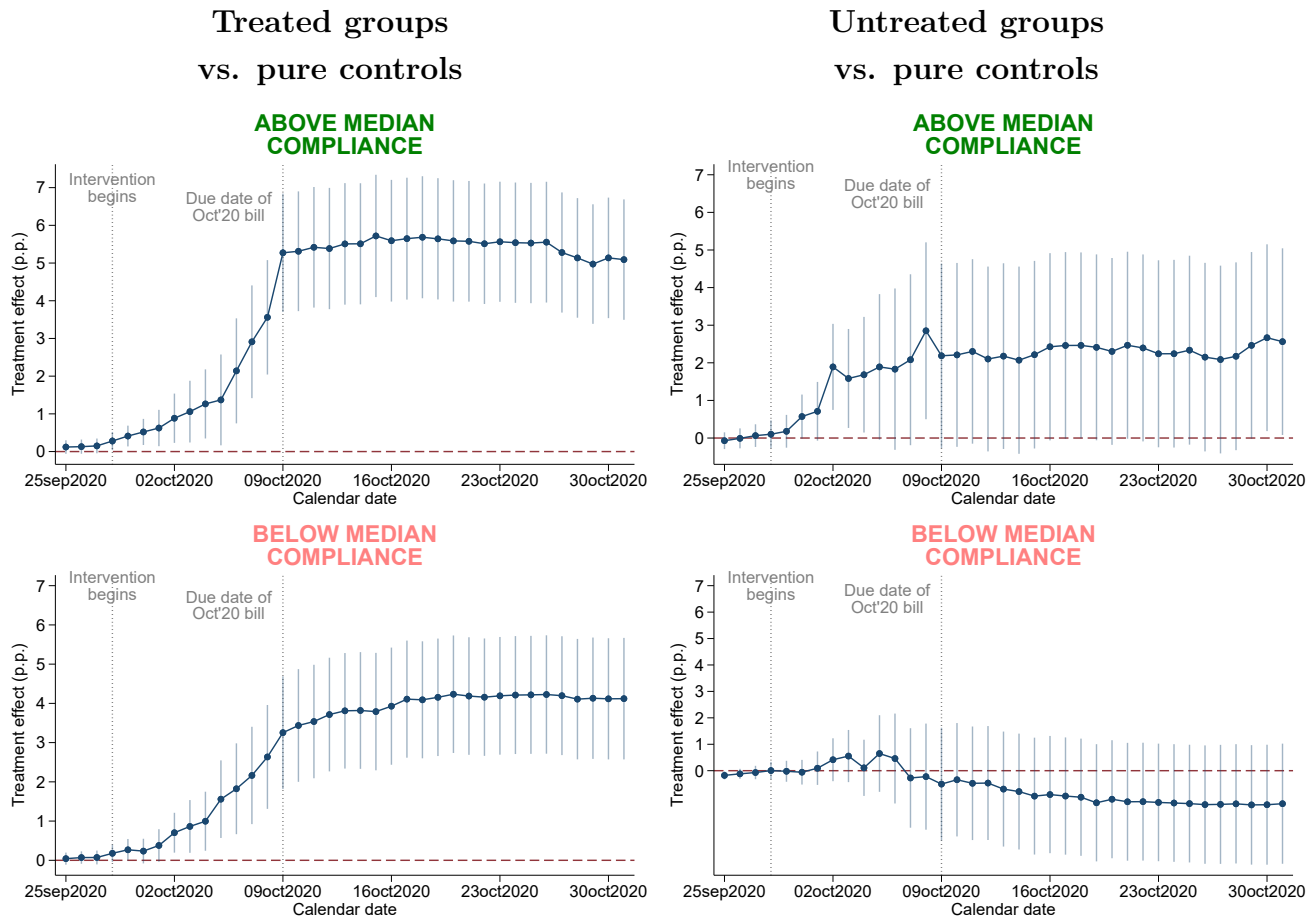 Treated groups
vs. pure controls
Untreated groups
vs. pure controls
ABOVE MEDIAN
COMPLIANCE
Treatment effect (p.p.)
7
6
5
4
3
2
1
0
Intervention
begins
Due date of
Oct'20 bill
25sep2020 02oct2020 09oct2020 16oct2020 23oct2020 30oct2020
Calendar date
ABOVE MEDIAN
COMPLIANCE
Treatment effect (p.p.)
7
6
5
4
3
2
1
0
Intervention
begins
Due date of
Oct'20 bill
25sep2020 02oct2020 09oct2020 16oct2020 23oct2020 30oct2020
Calendar date
BELOW MEDIAN
COMPLIANCE
Treatment effect (p.p.)
7
6
5
4
3
2
1
0
Intervention
begins
Due date of
Oct'20 bill
25sep2020 02oct2020 09oct2020 16oct2020 23oct2020 30oct2020
Calendar date
BELOW MEDIAN
COMPLIANCE
Treatment effect (p.p.)
7
6
5
4
3
2
1
0
Intervention
begins
Due date of
Oct'20 bill
25sep2020 02oct2020 09oct2020 16oct2020 23oct2020 30oct2020
Calendar date